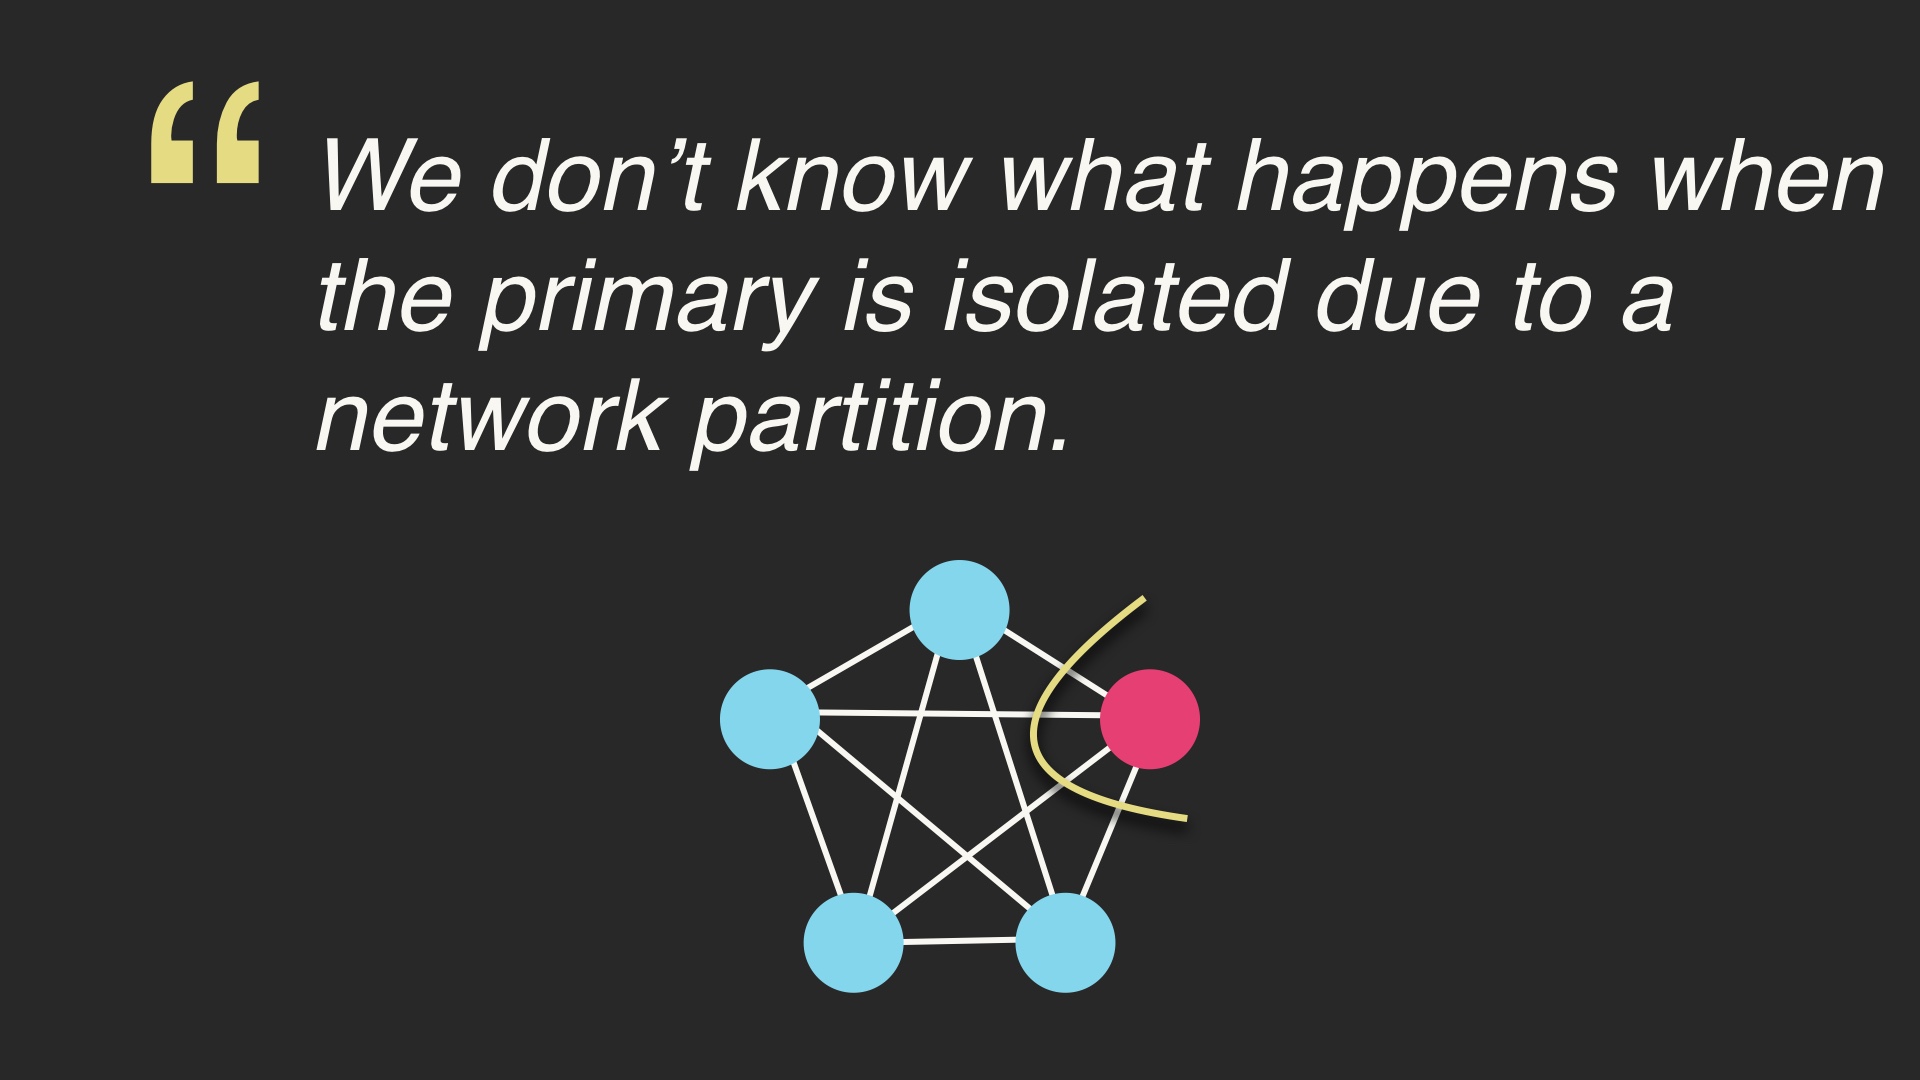 “ We don’t know what happens when
the primary is isolated due to a
network partition.